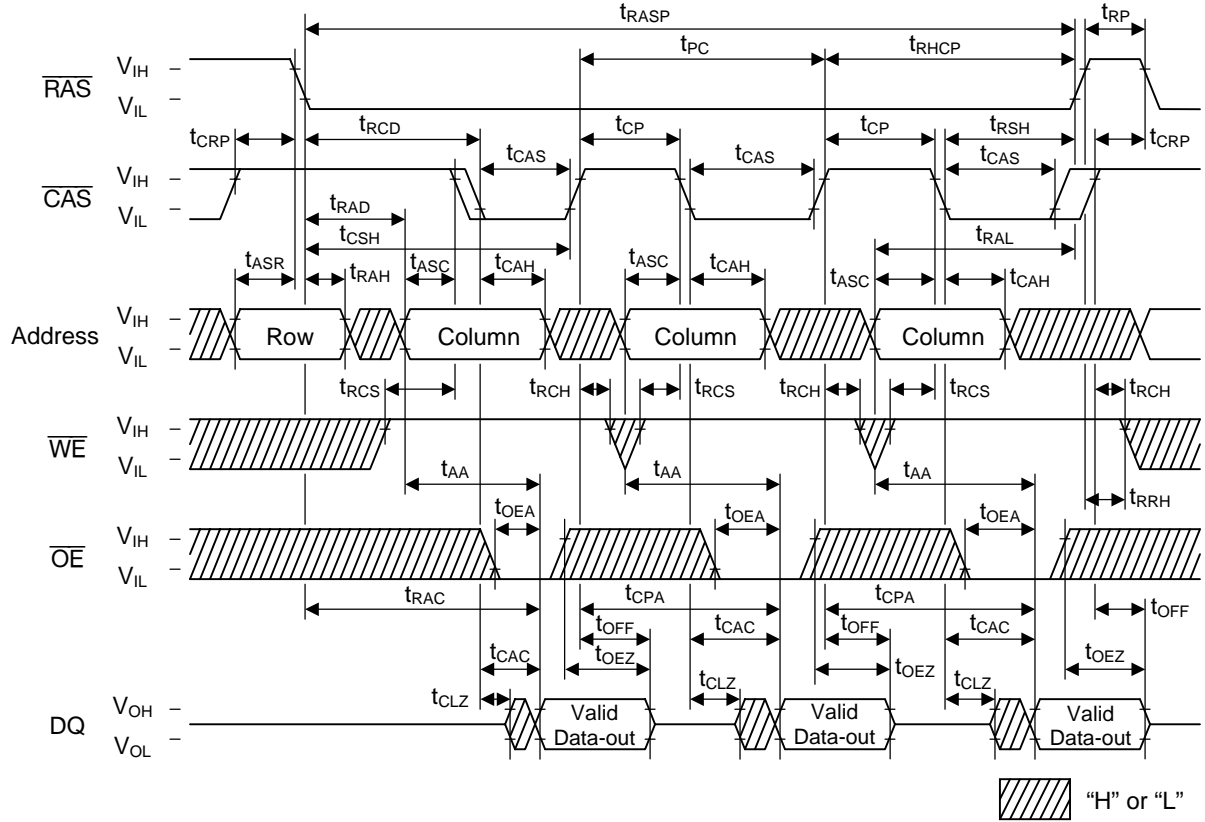 tRASP tRP
tPC tRHCP
RAS VIH
VIL
tCRP tRCD tCP tCP tRSH tCRP
tCAS tCAS tCAS
CAS VIH
VIL
tRAD
tCSH tRAL
tASR tRAH tASC tCAH tASC tCAH tASC tCAH
Address VIH
VIL
Row Column Column Column
tRCS tRCH tRCS tRCH tRCS tRCH
WE VIH
VIL
tAA tAA tAA tRRH
tOEA tOEA tOEA
OE VIH
VIL
tRAC tCPA tCPA tOFF
tCAC tOFF tCAC tOFF tCAC
tOEZ tOEZ tOEZ
tCLZ tCLZ tCLZ
DQ VOH
VOL
Valid Valid Valid
Data-out Data-out Data-out
“H” or “L”